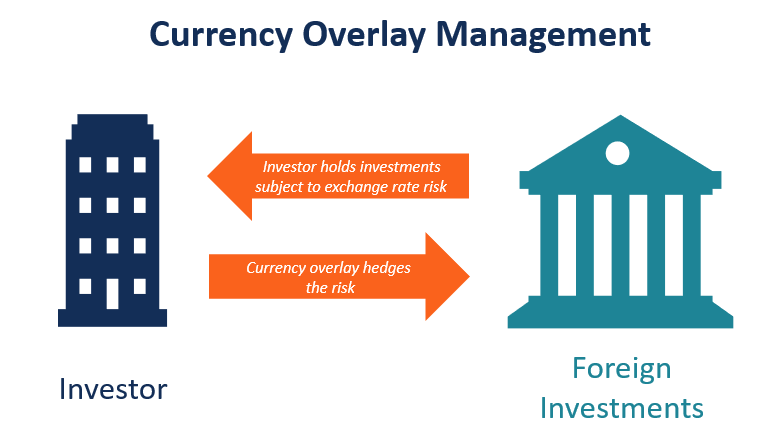 Currency Overlay Management
Investor holds investments
subject to exchange rate risk
Currency overlay hedges
the risk
Investor
Foreign
Investments